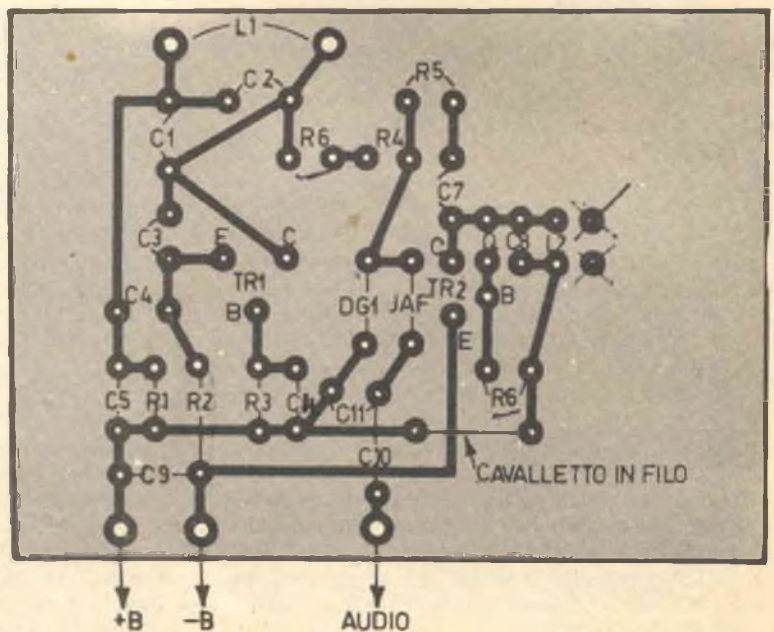 L1
C2
R5
C1
R6
R4
C7
C3
E
C
C
Q
C8
L2
C4
TR1
B
DG1
JAF
TR2
B
E
C5
R1
R2
R3
C11
R6
C10
C9
CAVALLETTO IN FILO
+B
-B
AUDIO